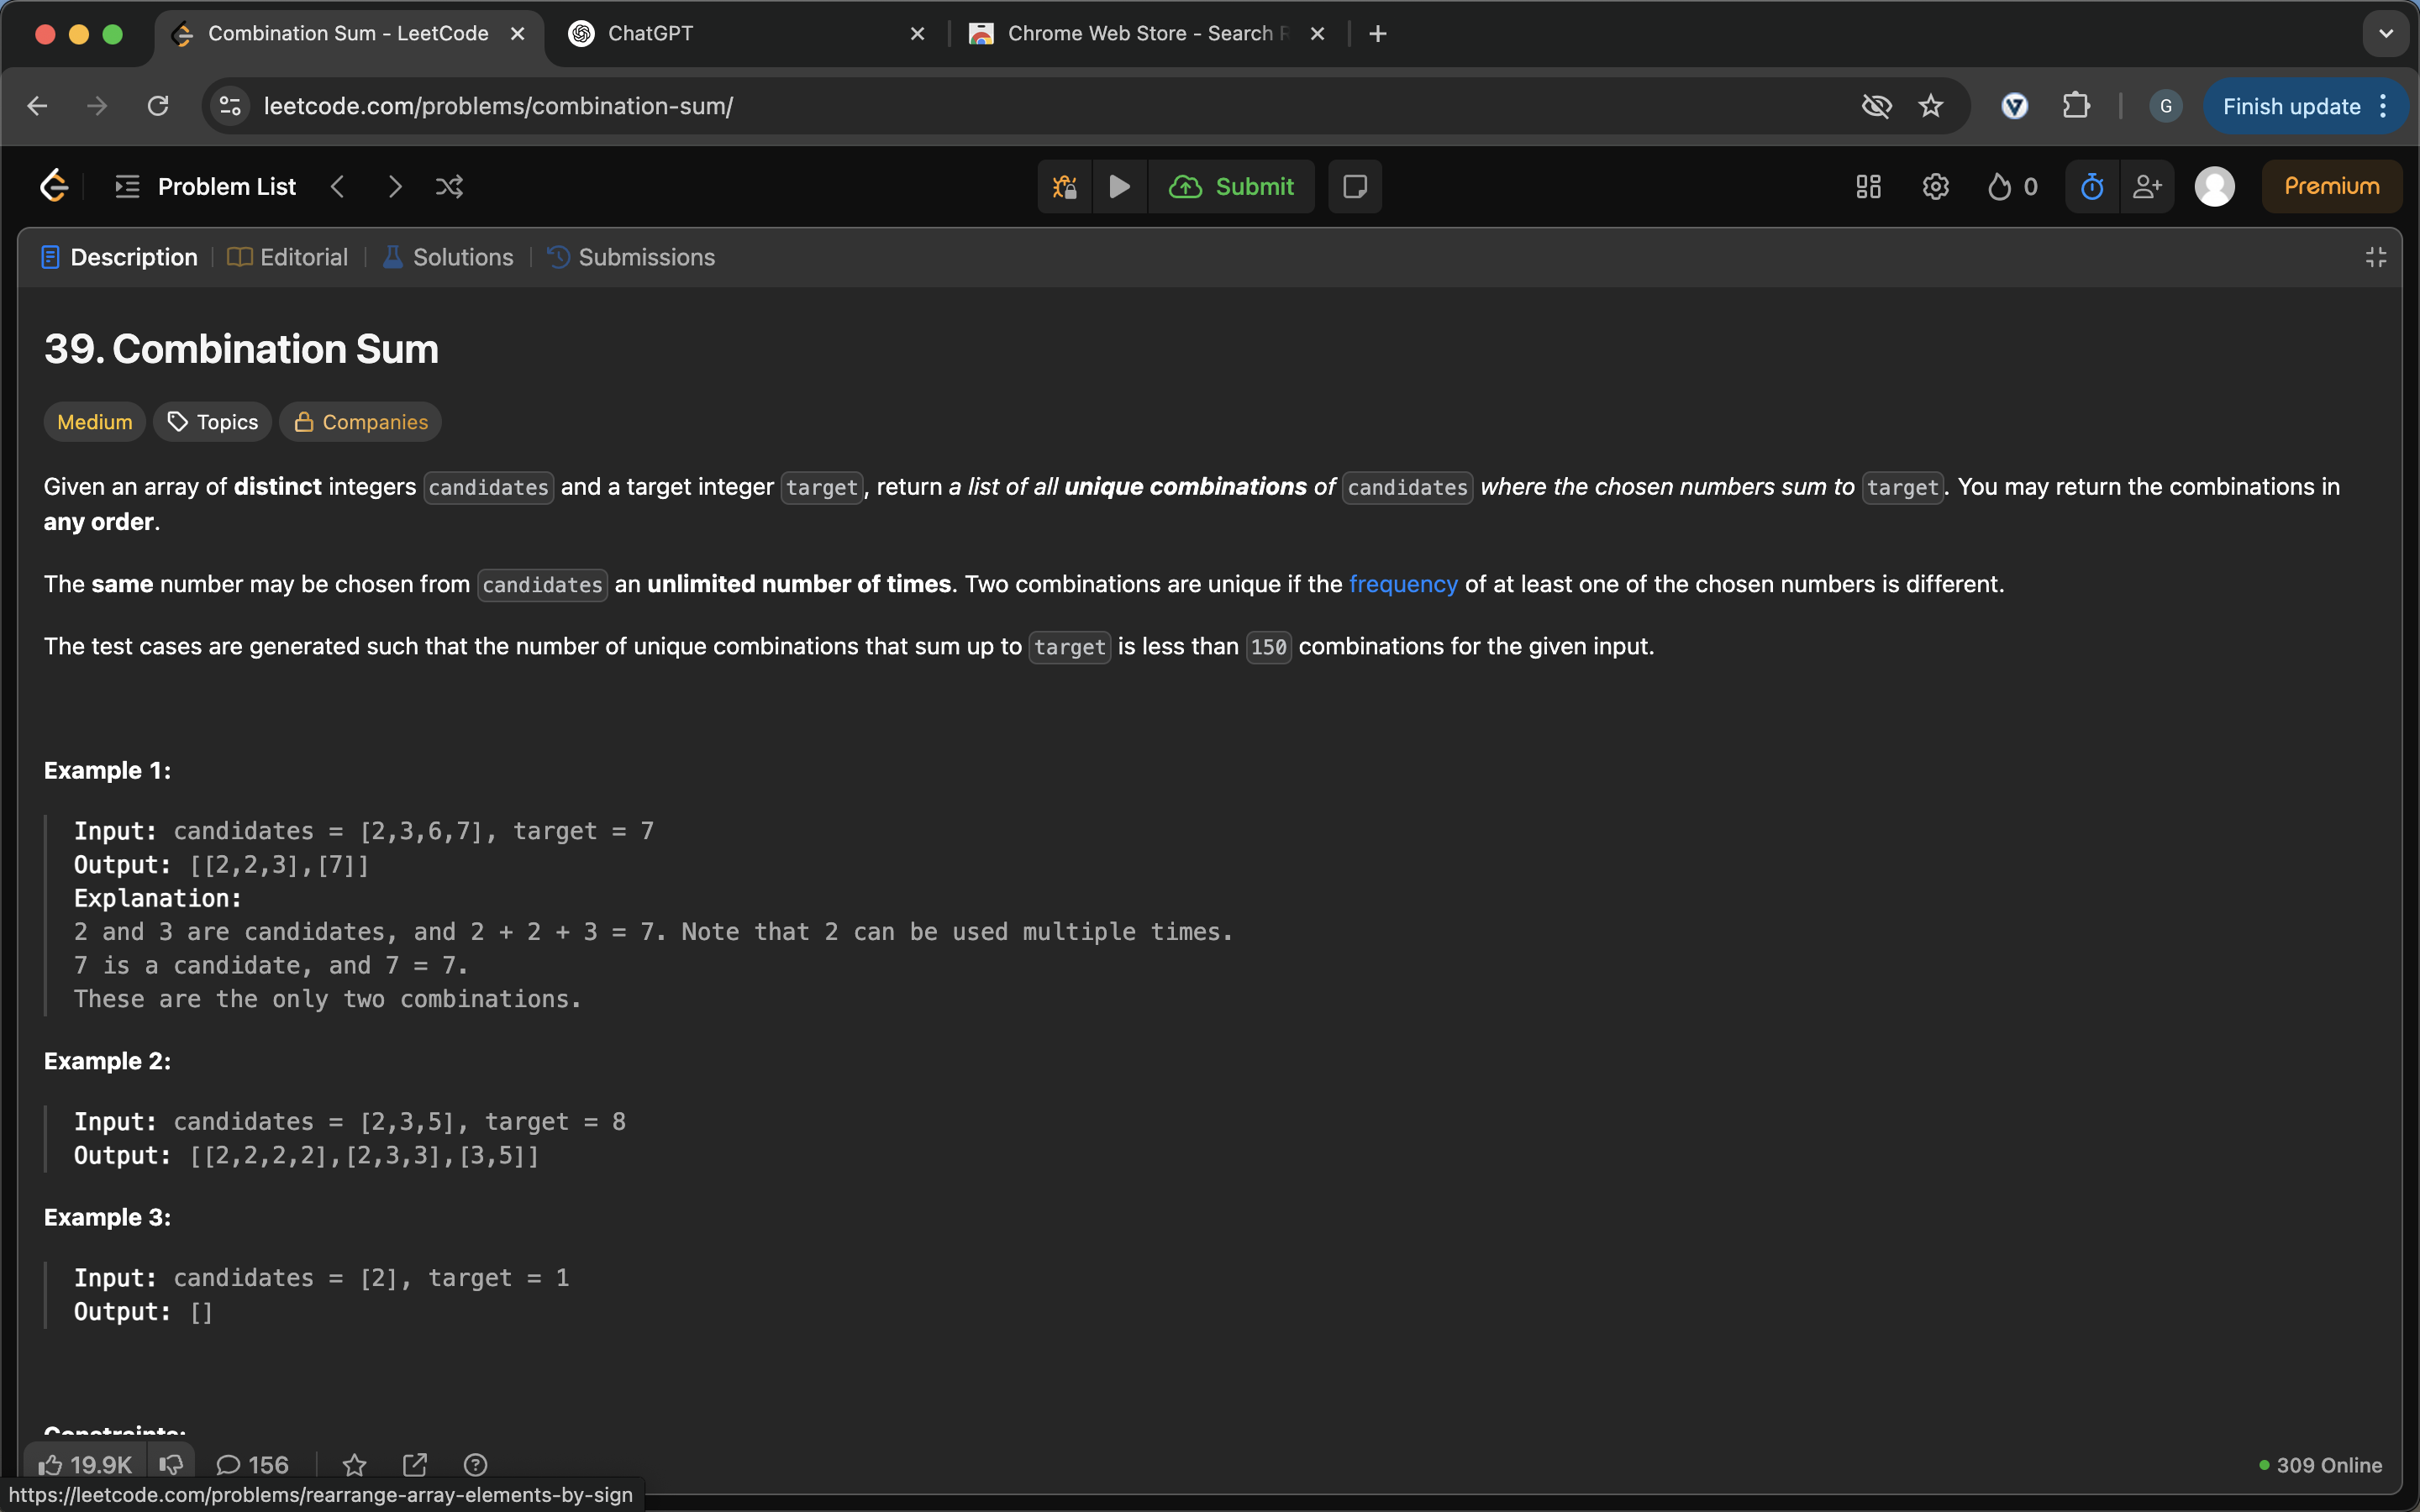 Combination Sum - LeetCode
ChatGPT
Chrome Web Store - Search
leetcode.com/problems/combination-sum/
G
Finish update
Problem List
Submit
0
Premium
Description
Editorial
Solutions
Submissions
39. Combination Sum
Medium
Topics
Companies
Given an array of distinct integers candidates and a target integer target, return a list of all unique combinations of candidates where the chosen numbers sum to target. You may return the combinations in
any order.
The same number may be chosen from candidates an unlimited number of times. Two combinations are unique if the frequency of at least one of the chosen numbers is different.
The test cases are generated such that the number of unique combinations that sum up to target is less than 150 combinations for the given input.
Example 1:
Input: candidates = [2,3,6,7], target = 7
Output: [[2,2,3],[7]]
Explanation:
2 and 3 are candidates, and 2 + 2 + 3 = 7. Note that 2 can be used multiple times.
7 is a candidate, and 7 = 7.
These are the only two combinations.
Example 2:
Input: candidates = [2,3,5], target = 8
Output: [[2,2,2,2],[2,3,3],[3,5]]
Example 3:
Input: candidates = [2], target = 1
Output: []
Constraints:
19.9K
156
309 Online
https://leetcode.com/problems/rearrange-array-elements-by-sign